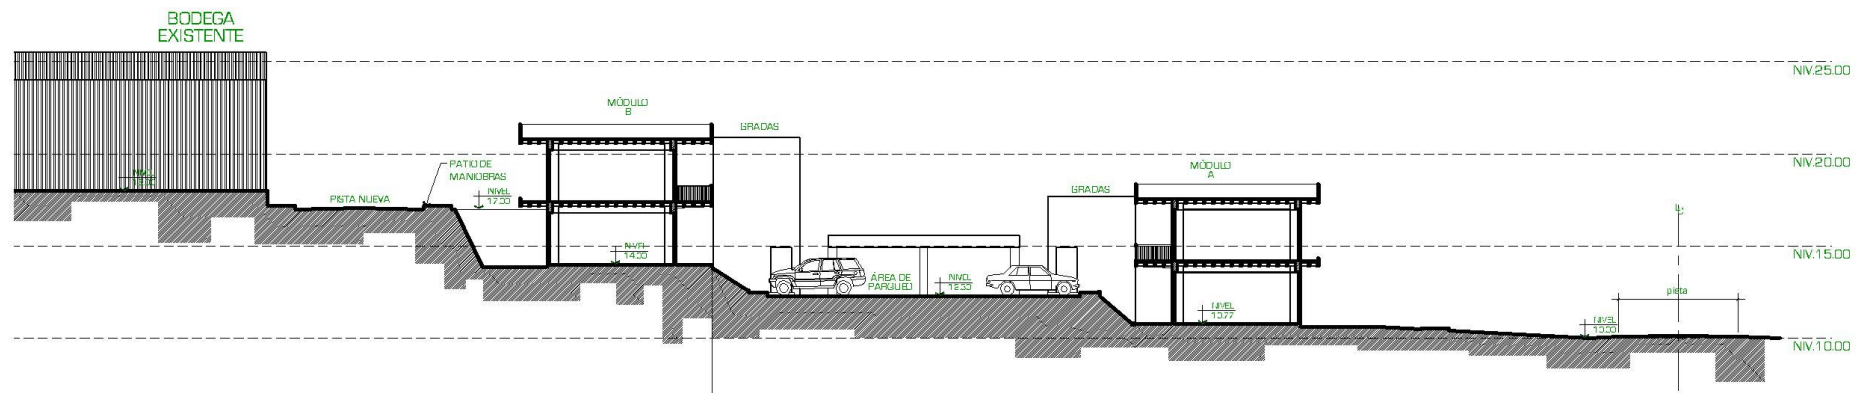 BODEGA
EXISTENTE
NIV.25.00
MÓDULO
B
GRADAS
NIV.20.00
PATIO DE
MANIOBRAS
MÓDULO
A
NIVEL
PISTA NUEVA
NIVEL
17.00
GRADAS
NIVEL
14.00
NIV.15.00
ÁREA DE
PARQUEO
NIVEL
pista
NIVEL
10.77
NIVEL
10.00
NIV.10.00